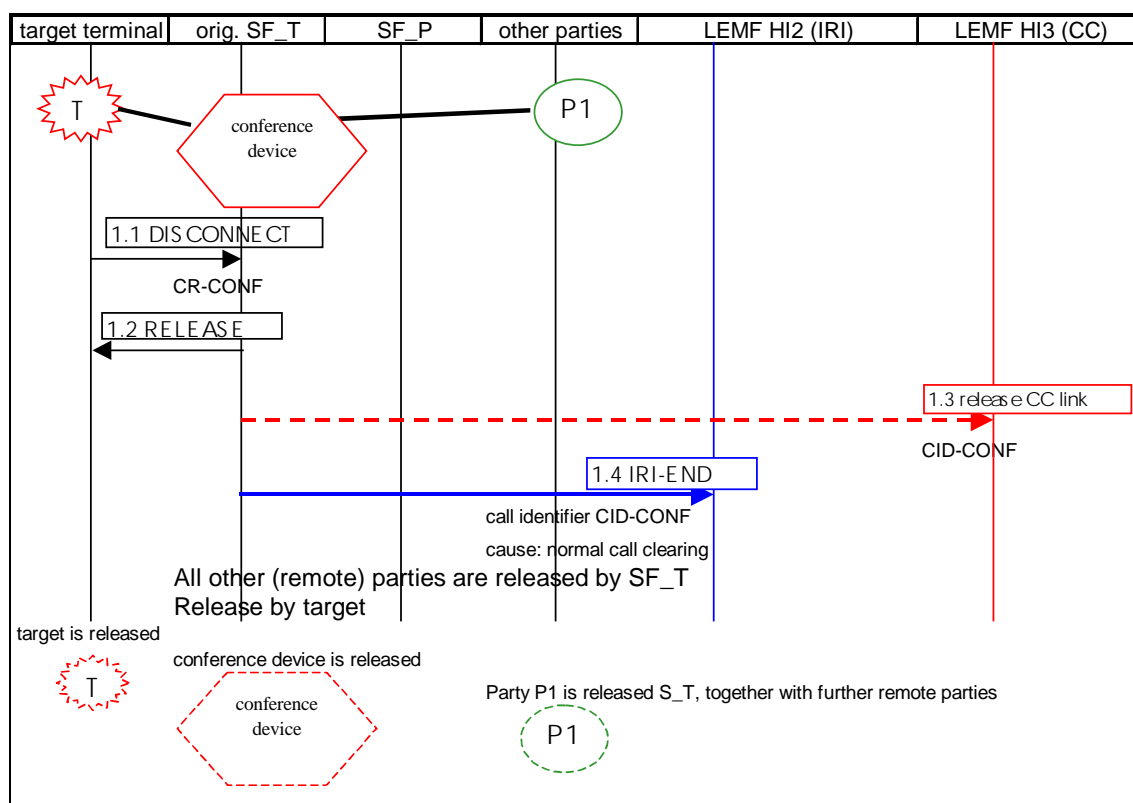 target terminal orig. SF_T SF_P other parties LEMF HI2 (IRI) LEMF HI3 (CC)
T
conference
device
P1
1.1 DISCONNECT
CR-CONF
1.2 RELEASE
1.3 release CC link
CID-CONF
1.4 IRI-END
call identifier CID-CONF
cause: normal call clearing
All other (remote) parties are released by SF_T
Release by target
target is released
conference device is released
Party P1 is released S_T, together with further remote parties
T
conference
device
P1